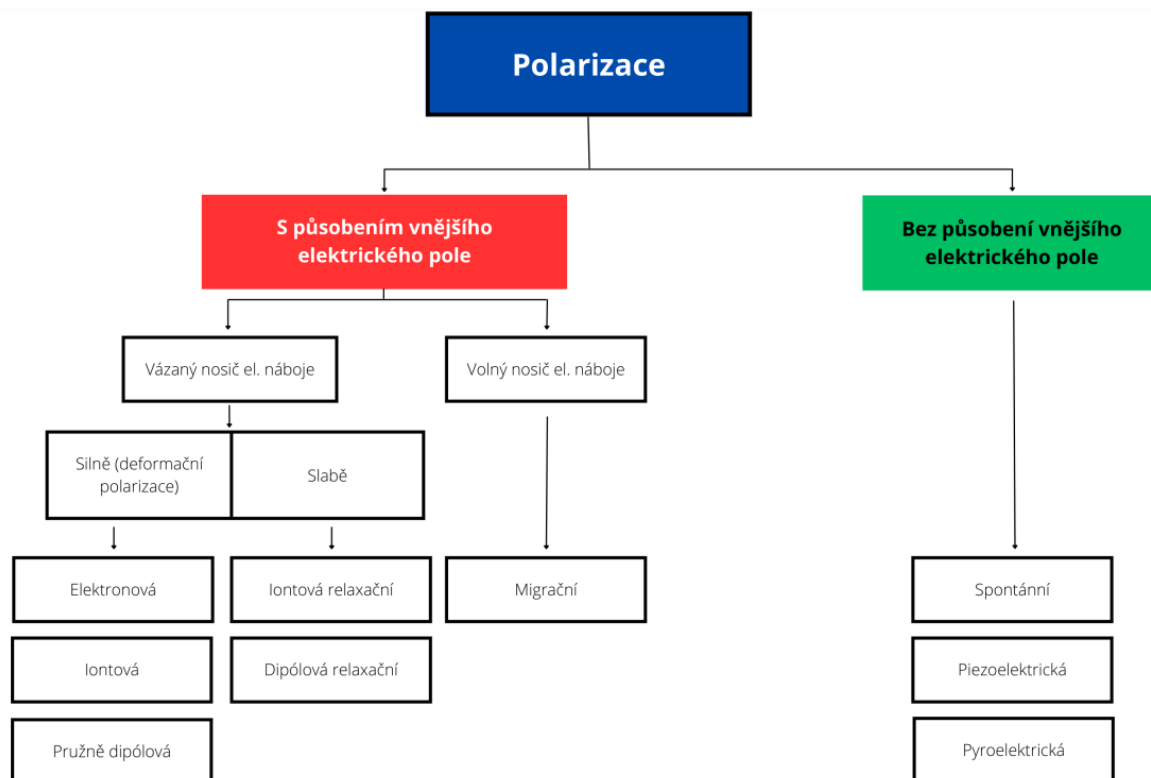 Polarizace
S působením vnějšího
elektrického pole
Bez působení vnějšího
elektrického pole
Vázaný nosič el. náboje
Volný nosič el. náboje
Silně (deformační
polarizace)
Slabě
Elektronová
Iontová relaxační
Migrační
Spontánní
Iontová
Dipólová relaxační
Piezoelektrická
Pružně dipólová
Pyroelektrická